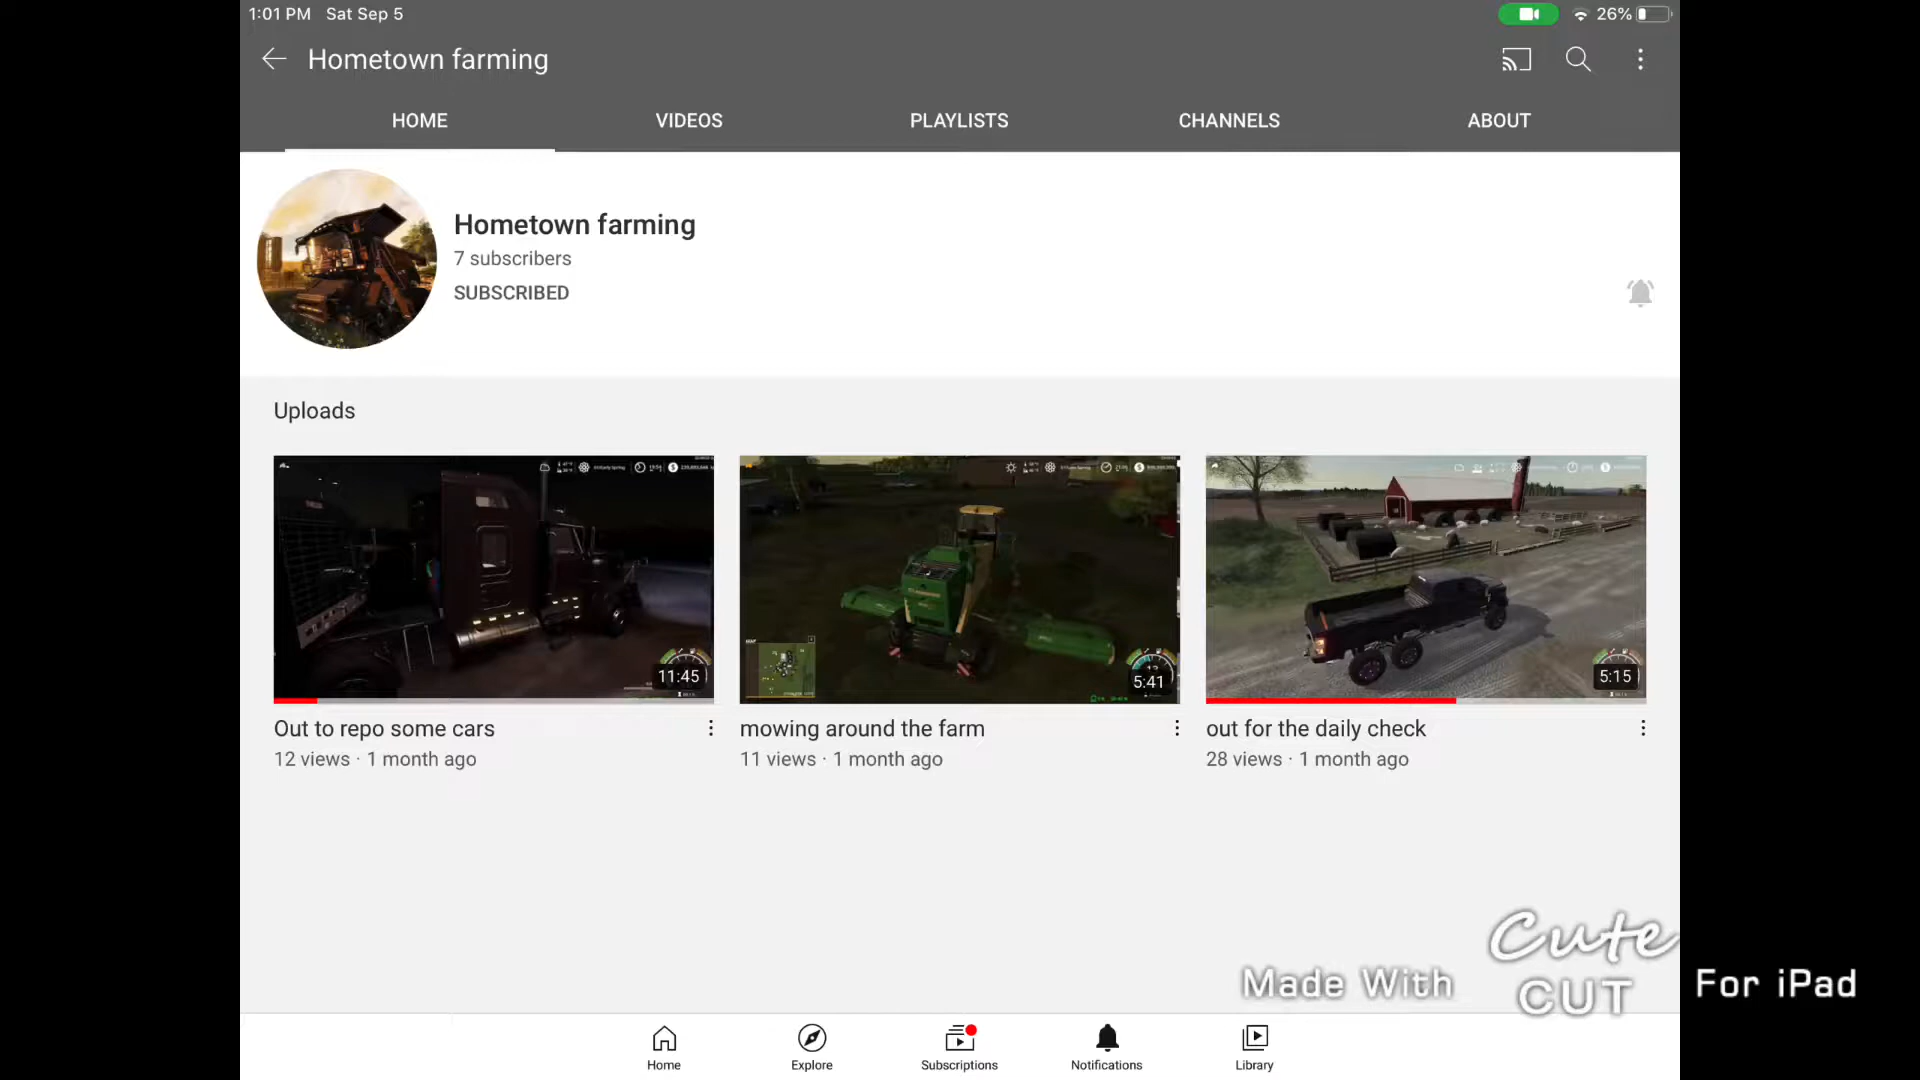 1:01 PM Sat Sep 5
26%
Hometown farming
HOME VIDEOS PLAYLISTS CHANNELS ABOUT
Hometown farming
7 subscribers
SUBSCRIBED
Uploads
11:45
5:41
5:15
Out to repo some cars
12 views · 1 month ago
mowing around the farm
11 views · 1 month ago
out for the daily check
28 views · 1 month ago
Made With Cute CUT For iPad
Home Explore Subscriptions Notifications Library